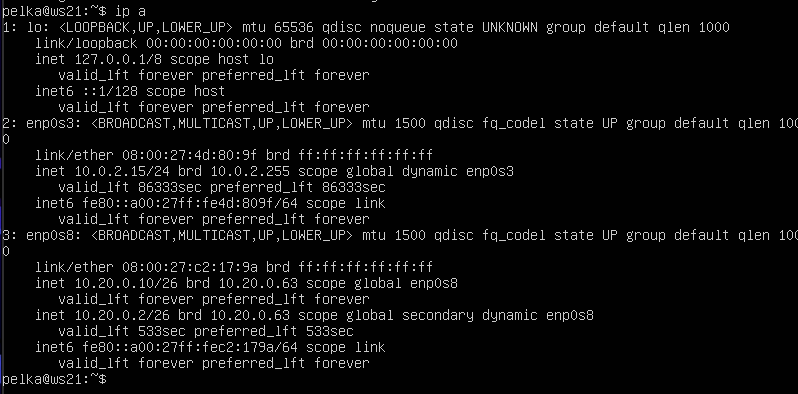 pelka@ws21:~$ ip a
1: lo: <LOOPBACK,UP,LOWER_UP> mtu 65536 qdisc noqueue state UNKNOWN group default qlen 1000
    link/loopback 00:00:00:00:00:00 brd 00:00:00:00:00:00
    inet 127.0.0.1/8 scope host lo
       valid_lft forever preferred_lft forever
    inet6 ::1/128 scope host
       valid_lft forever preferred_lft forever
2: enp0s3: <BROADCAST,MULTICAST,UP,LOWER_UP> mtu 1500 qdisc fq_codel state UP group default qlen 100
0
    link/ether 08:00:27:4d:80:9f brd ff:ff:ff:ff:ff:ff
    inet 10.0.2.15/24 brd 10.0.2.255 scope global dynamic enp0s3
       valid_lft 86333sec preferred_lft 86333sec
    inet6 fe80::a00:27ff:fe4d:809f/64 scope link
       valid_lft forever preferred_lft forever
3: enp0s8: <BROADCAST,MULTICAST,UP,LOWER_UP> mtu 1500 qdisc fq_codel state UP group default qlen 100
0
    link/ether 08:00:27:c2:17:9a brd ff:ff:ff:ff:ff:ff
    inet 10.20.0.10/26 brd 10.20.0.63 scope global enp0s8
       valid_lft forever preferred_lft forever
    inet 10.20.0.2/26 brd 10.20.0.63 scope global secondary dynamic enp0s8
       valid_lft 533sec preferred_lft 533sec
    inet6 fe80::a00:27ff:fec2:179a/64 scope link
       valid_lft forever preferred_lft forever
pelka@ws21:~$